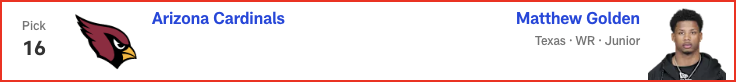 Pick
16
Arizona Cardinals
Matthew Golden
Texas · WR · Junior